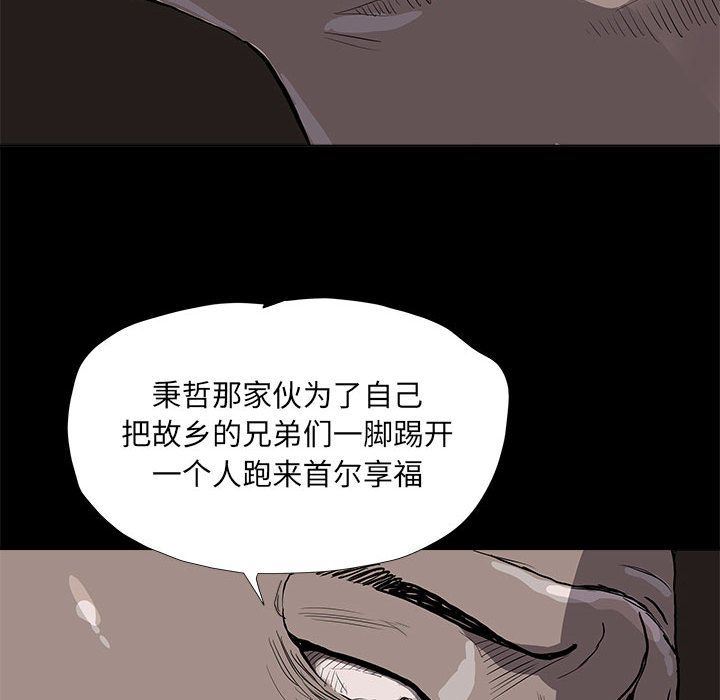 秉哲那家伙为了自己
把故乡的兄弟们一脚踢开
一个人跑来首尔享福